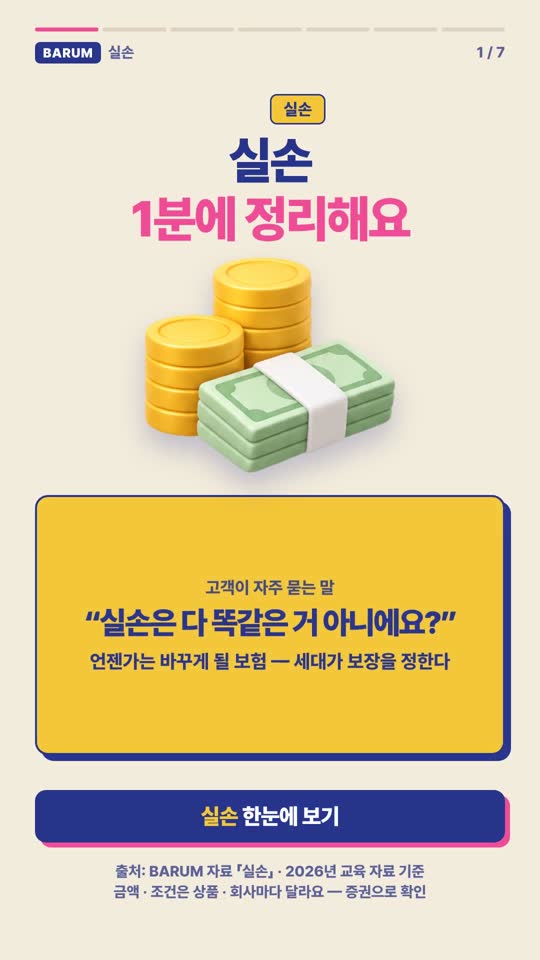 BARUM 실손
1 / 7
실손
실손
1분에 정리해요
고객이 자주 묻는 말
“실손은 다 똑같은 거 아니에요?”
언젠가는 바꾸게 될 보험 — 세대가 보장을 정한다
실손 한눈에 보기
출처: BARUM 자료 「실손」 · 2026년 교육 자료 기준
금액 · 조건은 상품 · 회사마다 달라요 — 증권으로 확인